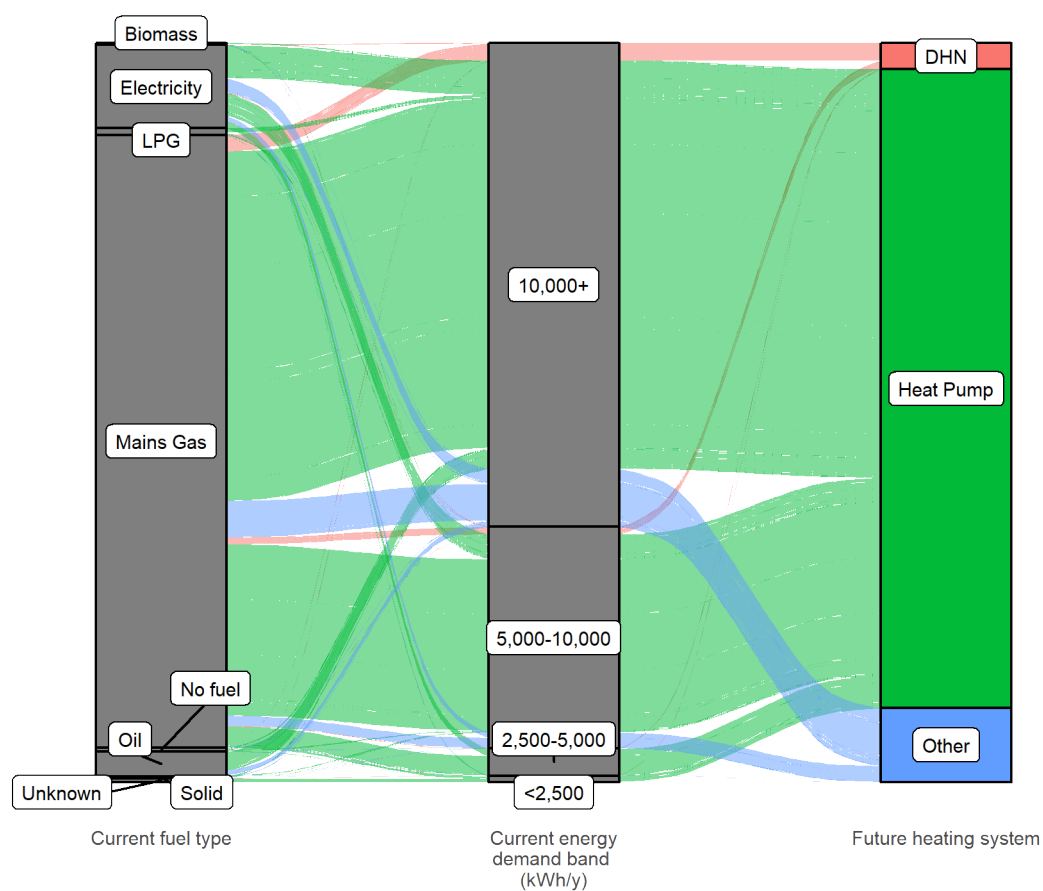 Biomass
Electricity
LPG
Mains Gas
No fuel
Oil
Unknown
Solid
10,000+
5,000-10,000
2,500-5,000
<2,500
DHN
Heat Pump
Other
Current fuel type
Current energy
demand band
(kWh/y)
Future heating system